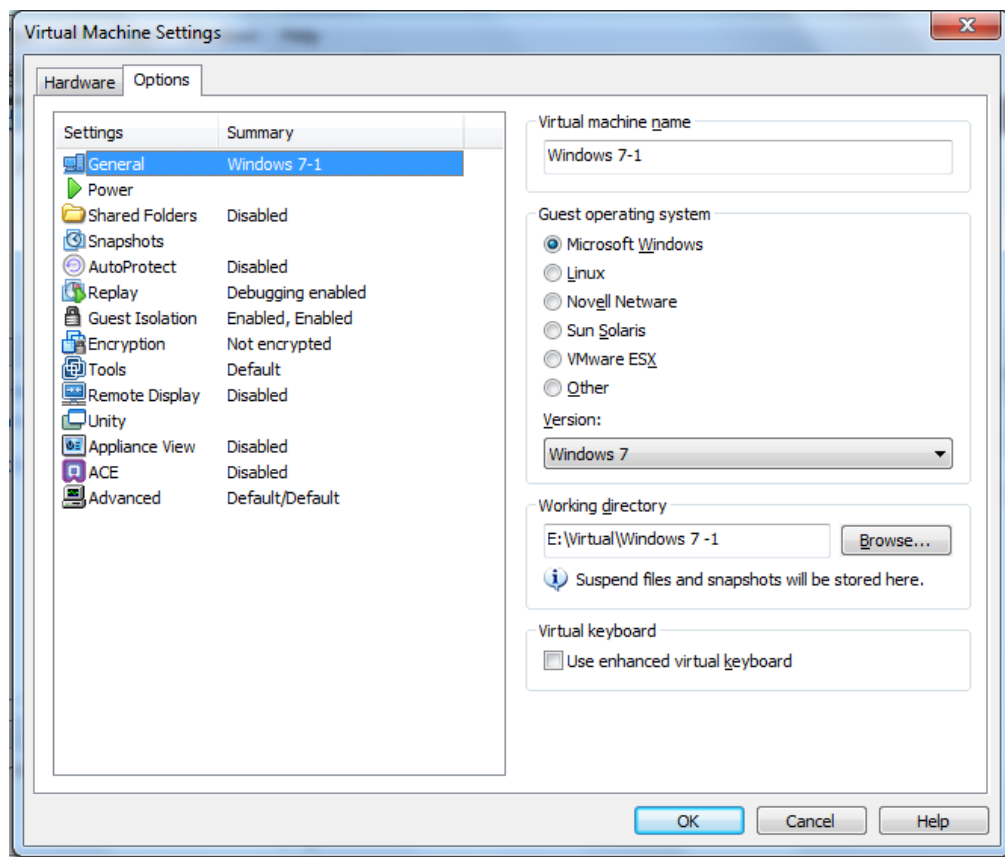 Virtual Machine Settings
Hardware Options
Settings Summary
General Windows 7-1
Power
Shared Folders Disabled
Snapshots
AutoProtect Disabled
Replay Debugging enabled
Guest Isolation Enabled, Enabled
Encryption Not encrypted
Tools Default
Remote Display Disabled
Unity
Appliance View Disabled
ACE Disabled
Advanced Default/Default
Virtual machine name
Windows 7-1
Guest operating system
Microsoft Windows
Linux
Novell Netware
Sun Solaris
VMware ESX
Other
Version:
Windows 7
Working directory
E:\Virtual\Windows 7 -1 Browse...
Suspend files and snapshots will be stored here.
Virtual keyboard
Use enhanced virtual keyboard
OK Cancel Help